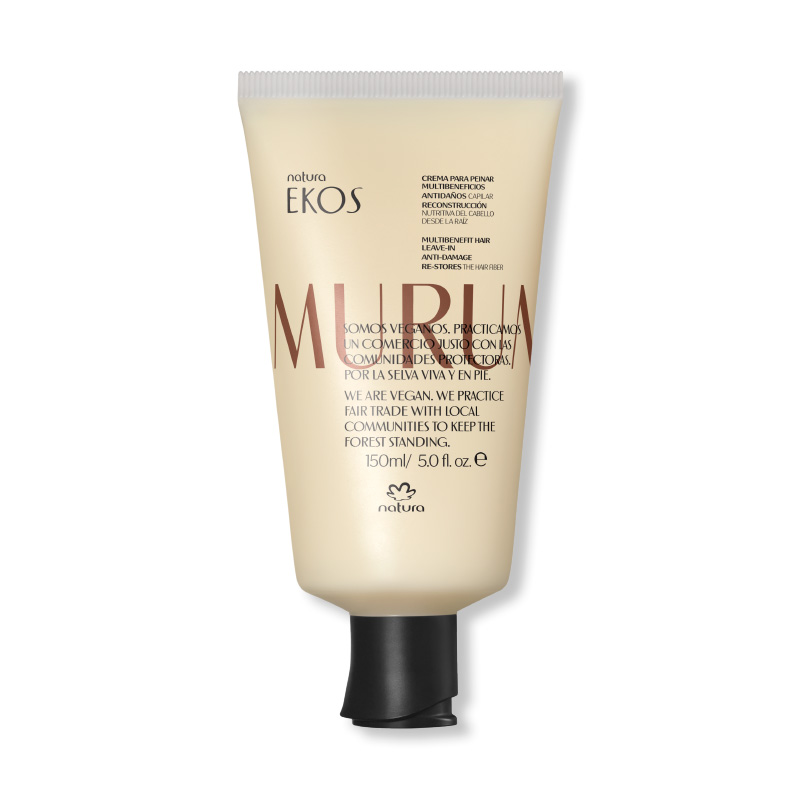 natura
EKOS
CREMA PARA PEINAR
MULTIBENEFICIOS
ANTIDAÑOS CAPILAR
RECONSTRUCCIÓN
NUTRITIVA DEL CABELLO
DESDE LA RAÍZ
MULTIBENEFIT HAIR
LEAVE-IN
ANTI-DAMAGE
RE-STORES THE HAIR FIBER
MURUM
SOMOS VEGANOS. PRACTICAMOS
UN COMERCIO JUSTO CON LAS
COMUNIDADES PROTECTORAS.
POR LA SELVA VIVA Y EN PIE.
WE ARE VEGAN. WE PRACTICE
FAIR TRADE WITH LOCAL
COMMUNITIES TO KEEP THE
FOREST STANDING.
150ml/ 5.0 fl. oz. e
natura